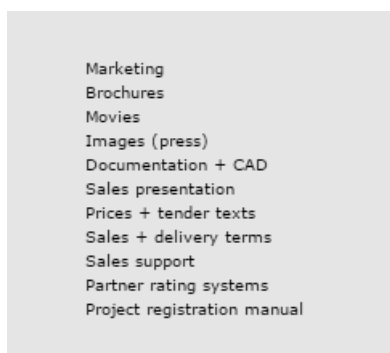 Marketing
Brochures
Movies
Images (press)
Documentation + CAD
Sales presentation
Prices + tender texts
Sales + delivery terms
Sales support
Partner rating systems
Project registration manual